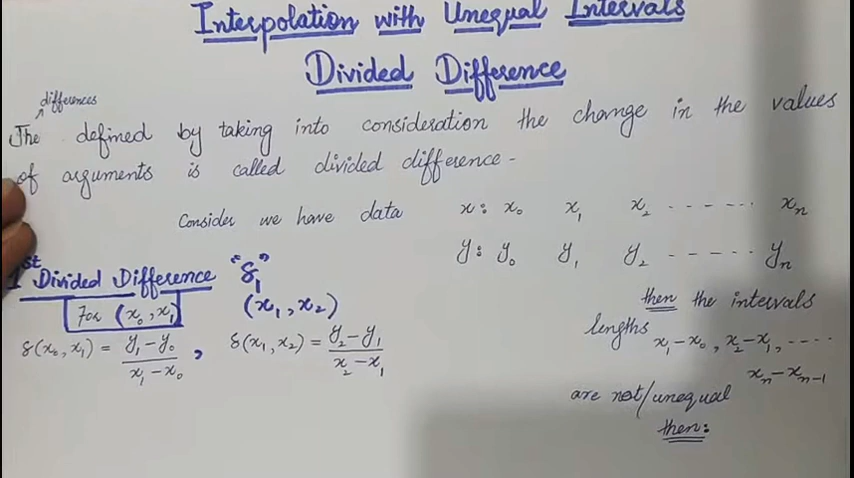 Interpolation with Unequal Intervals
Divided Difference
differences
The defined by taking into consideration the change in the values
of arguments is called divided difference -
Consider we have data x : x₀ x₁ x₂ ------ xₙ
y : y₀ y₁ y₂ ------ yₙ
1st Divided Difference "δ₁"
For (x₀, x₁) (x₁, x₂)
δ(x₀, x₁) = (y₁ - y₀)/(x₁ - x₀) , δ(x₁, x₂) = (y₂ - y₁)/(x₂ - x₁)
then the intervals
lengths x₁-x₀, x₂-x₁, ----
xₙ-xₙ₋₁
are not/unequal
then: